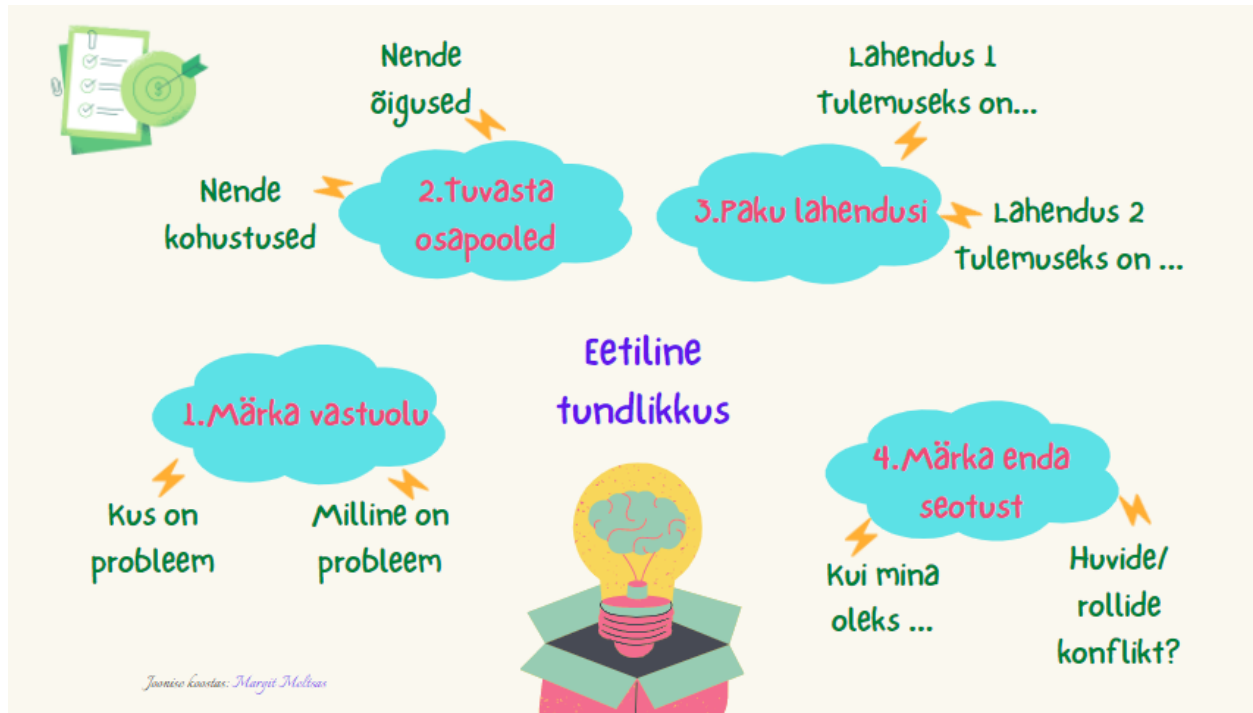 Nende
õigused
Nende
kohustused
2.Tuvasta
osapooled
Lahendus 1
tulemuseks on...
3.Paku lahendusi
Lahendus 2
tulemuseks on ...
Eetiline
tundlikkus
1.Märka vastuolu
Kus on
probleem
Milline on
probleem
4.Märka enda
seotust
Kui mina
oleks ...
Huvide/
rollide
konflikt?
Joonise koostas: Margit Meltsas